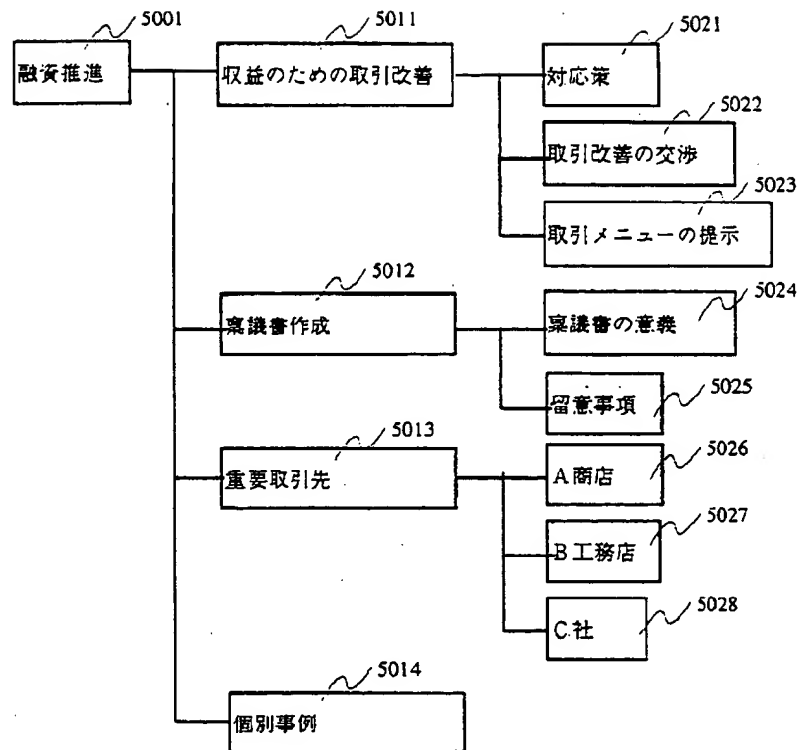 5001
融資推進
5011
収益のための取引改善
5021
対応策
5022
取引改善の交渉
5023
取引メニューの提示
5012
稟議書作成
5024
稟議書の意義
5025
留意事項
5013
重要取引先
5026
A商店
5027
B工務店
5028
C社
5014
個別事例